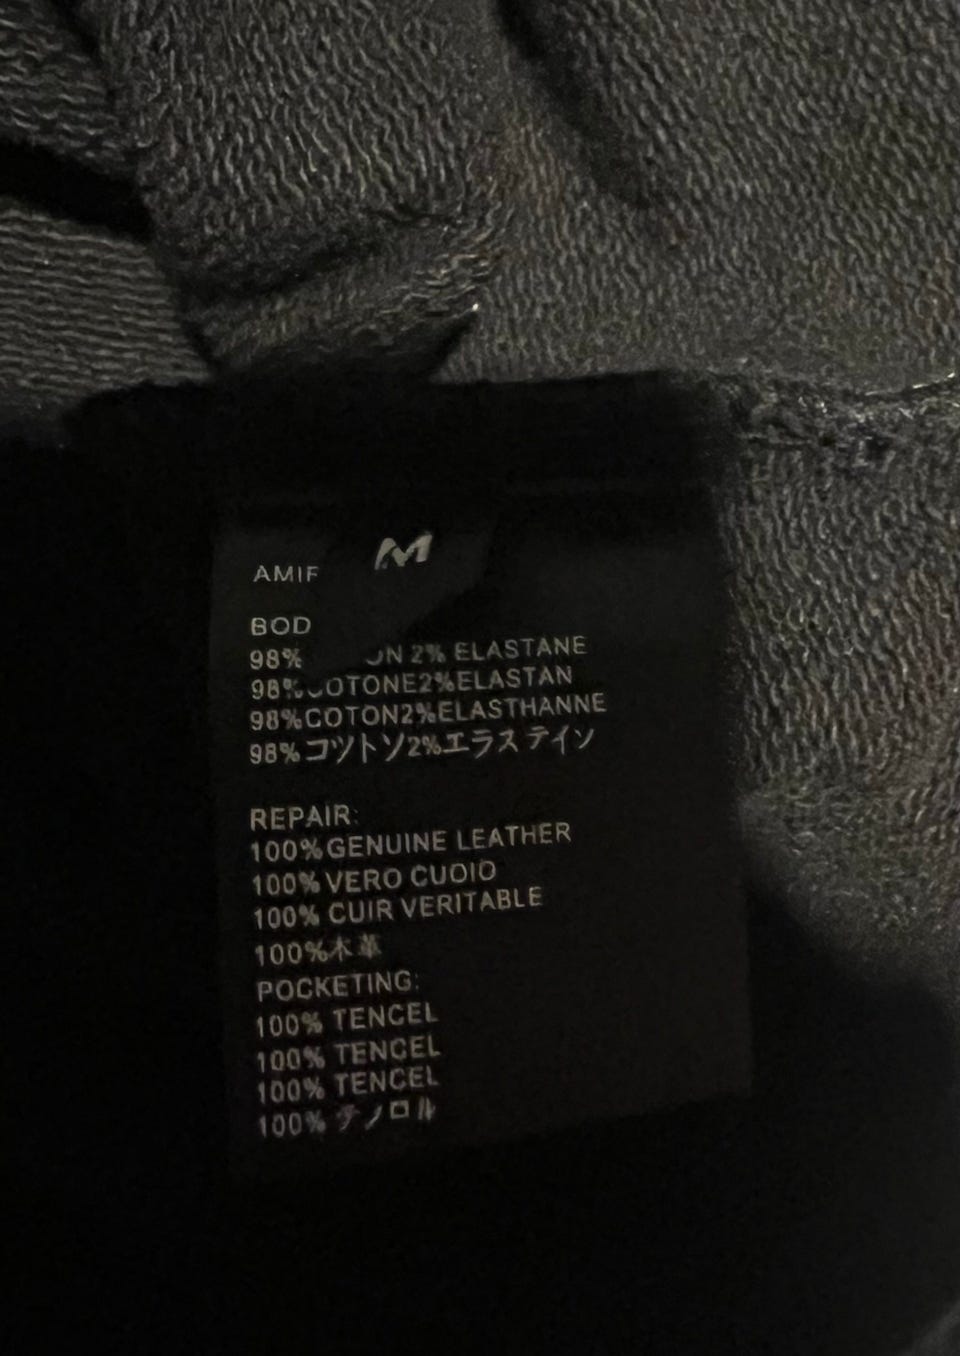 AMIF
M
BOD
98% ON 2% ELASTANE
98%COTONE2%ELASTAN
98%COTON2%ELASTHANNE
98%コツトソ2%エラステイソ
REPAIR:
100%GENUINE LEATHER
100% VERO CUOIO
100% CUIR VERITABLE
100%木革
POCKETING:
100% TENCEL
100% TENCEL
100% TENCEL
100% テノロル